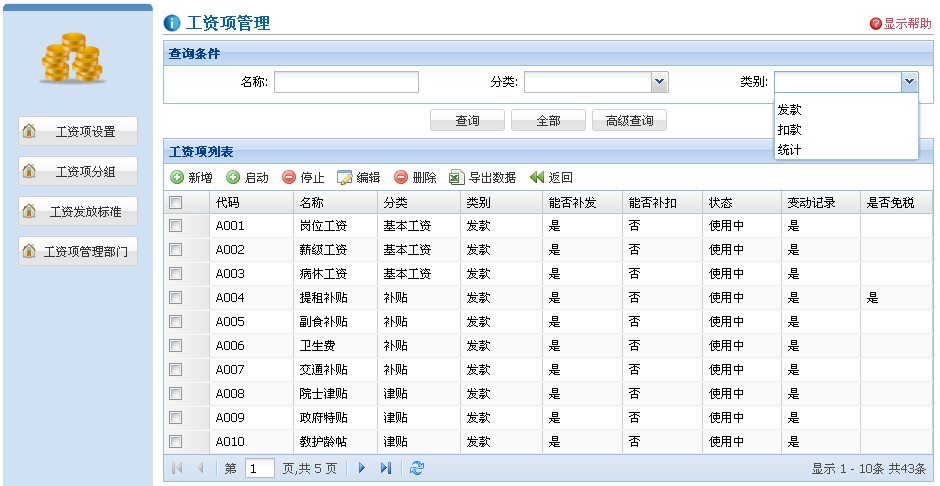 工资项管理
显示帮助
工资项设置
工资项分组
工资发放标准
工资项管理部门
查询条件
名称: 分类: 类别:
发款
扣款
统计
查询 全部 高级查询
工资项列表
新增 启动 停止 编辑 删除 导出数据 返回
代码 名称 分类 类别 能否补发 能否补扣 状态 变动记录 是否免税
A001 岗位工资 基本工资 发款 是 否 使用中 是
A002 薪级工资 基本工资 发款 是 否 使用中 是
A003 病休工资 基本工资 发款 是 否 使用中 是
A004 提租补贴 补贴 发款 是 否 使用中 是 是
A005 副食补贴 补贴 发款 是 否 使用中 是
A006 卫生费 补贴 发款 是 否 使用中 是
A007 交通补贴 补贴 发款 是 否 使用中 是
A008 院士津贴 津贴 发款 是 否 使用中 是
A009 政府特贴 津贴 发款 是 否 使用中 是
A010 教护龄帖 津贴 发款 是 否 使用中 是
第 1 页,共 5 页 显示 1 - 10条 共43条